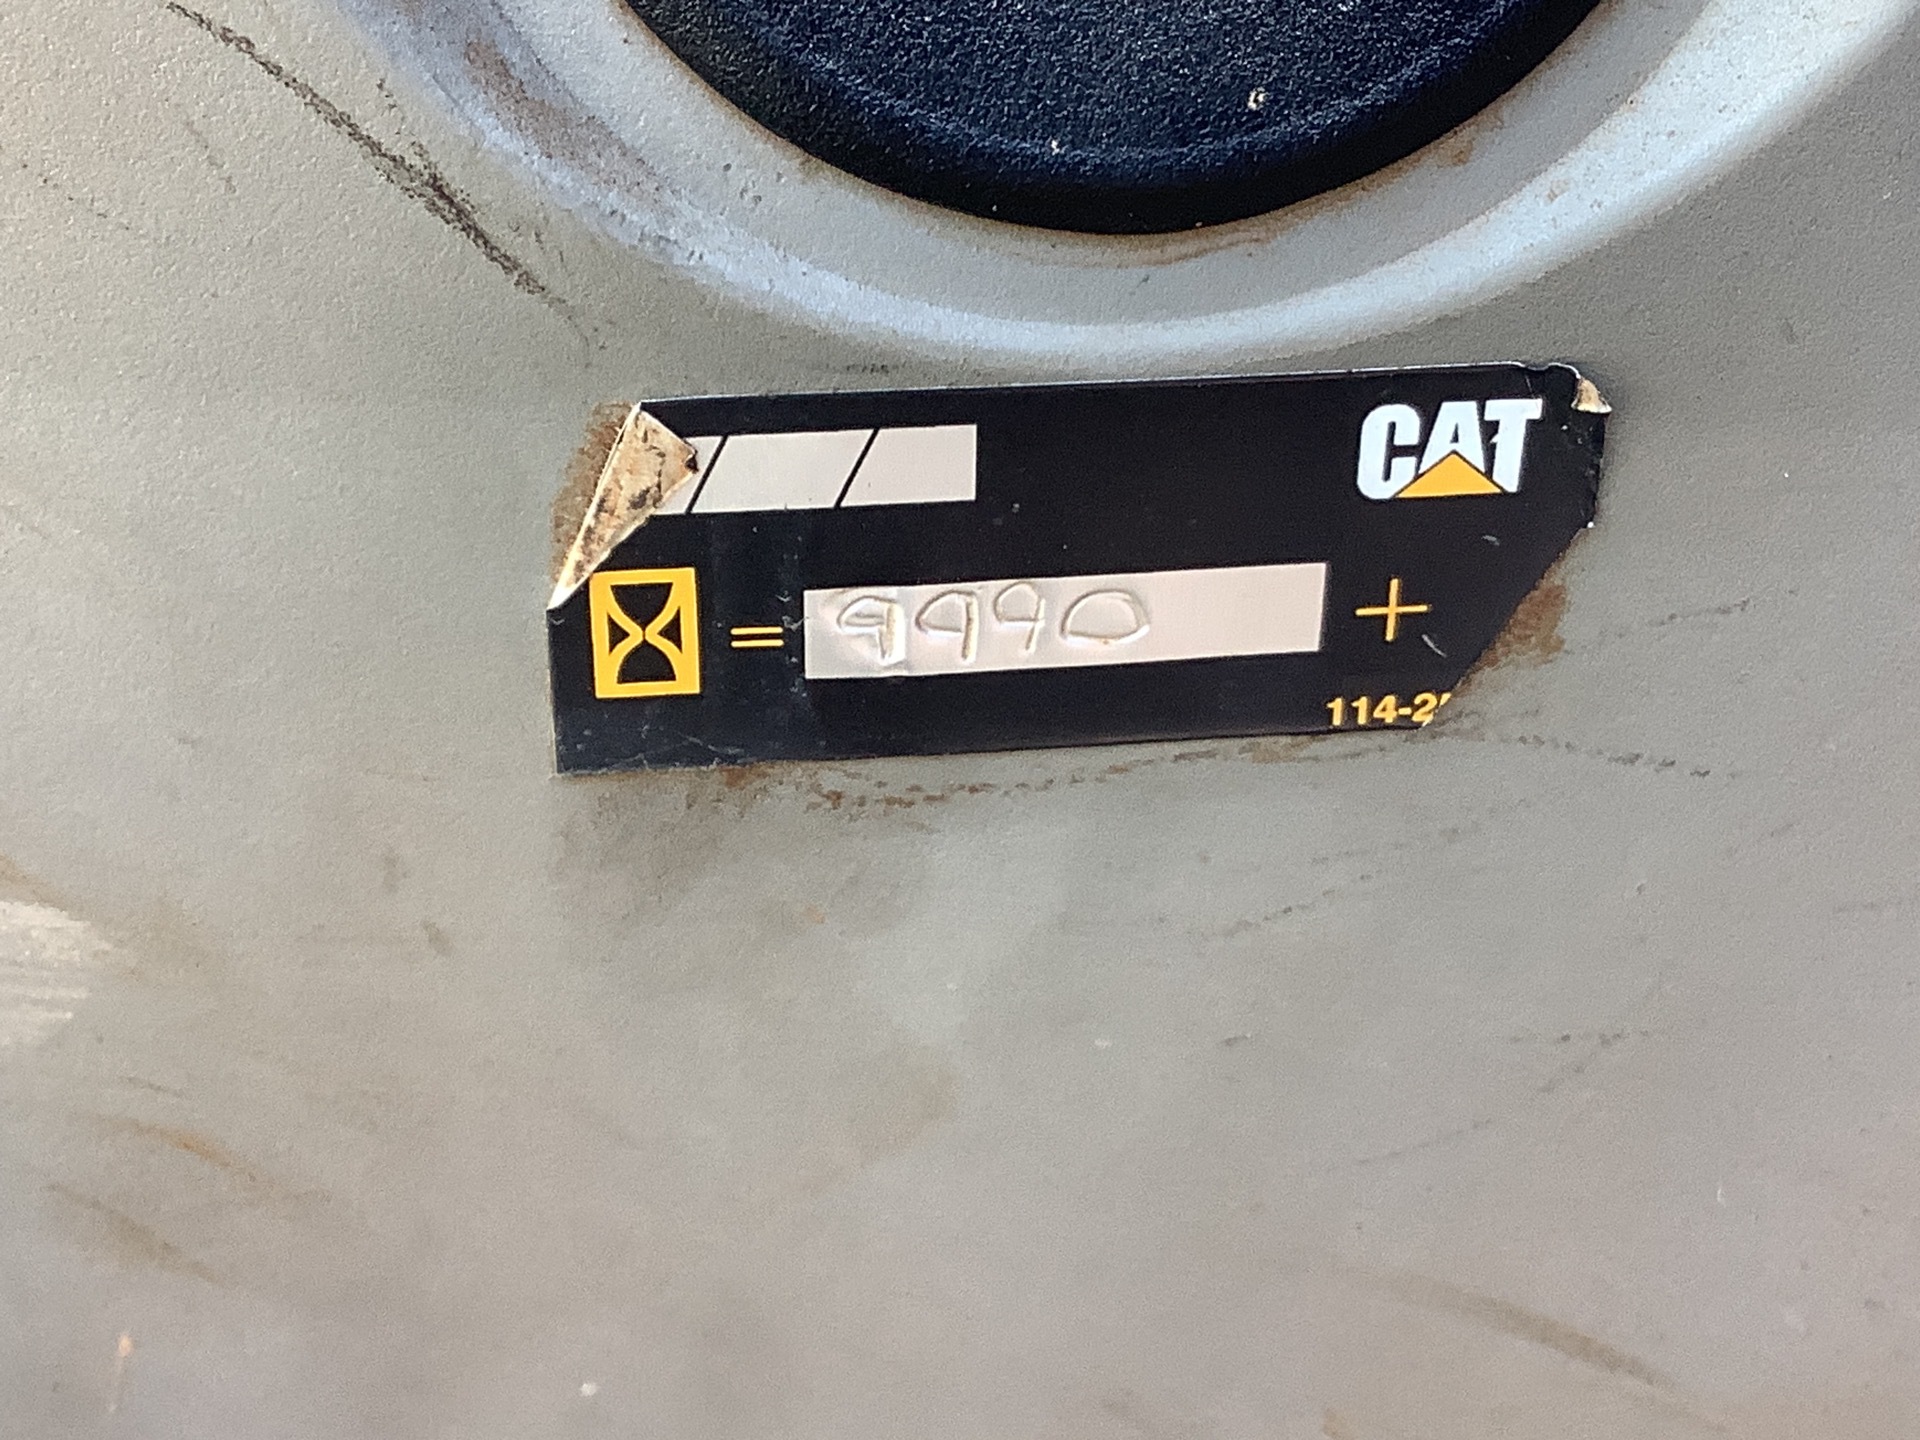 CAT
= 9990 +
114-2